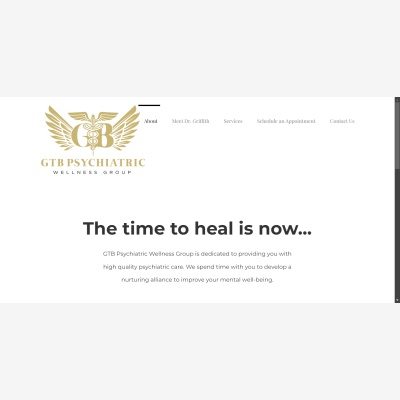 GB
GTB PSYCHIATRIC
WELLNESS GROUP
About Meet Dr. Griffith Services Schedule an Appointment Contact Us
The time to heal is now...
GTB Psychiatric Wellness Group is dedicated to providing you with
high quality psychiatric care. We spend time with you to develop a
nurturing alliance to improve your mental well-being.